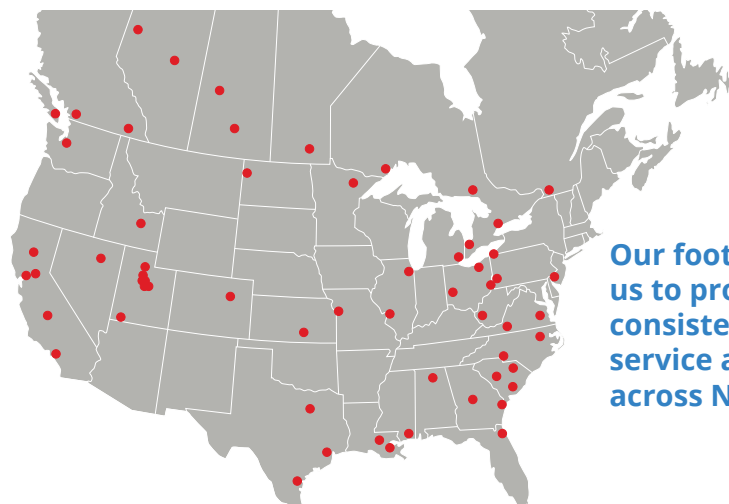 Our foot
us to pro
consiste
service a
across N